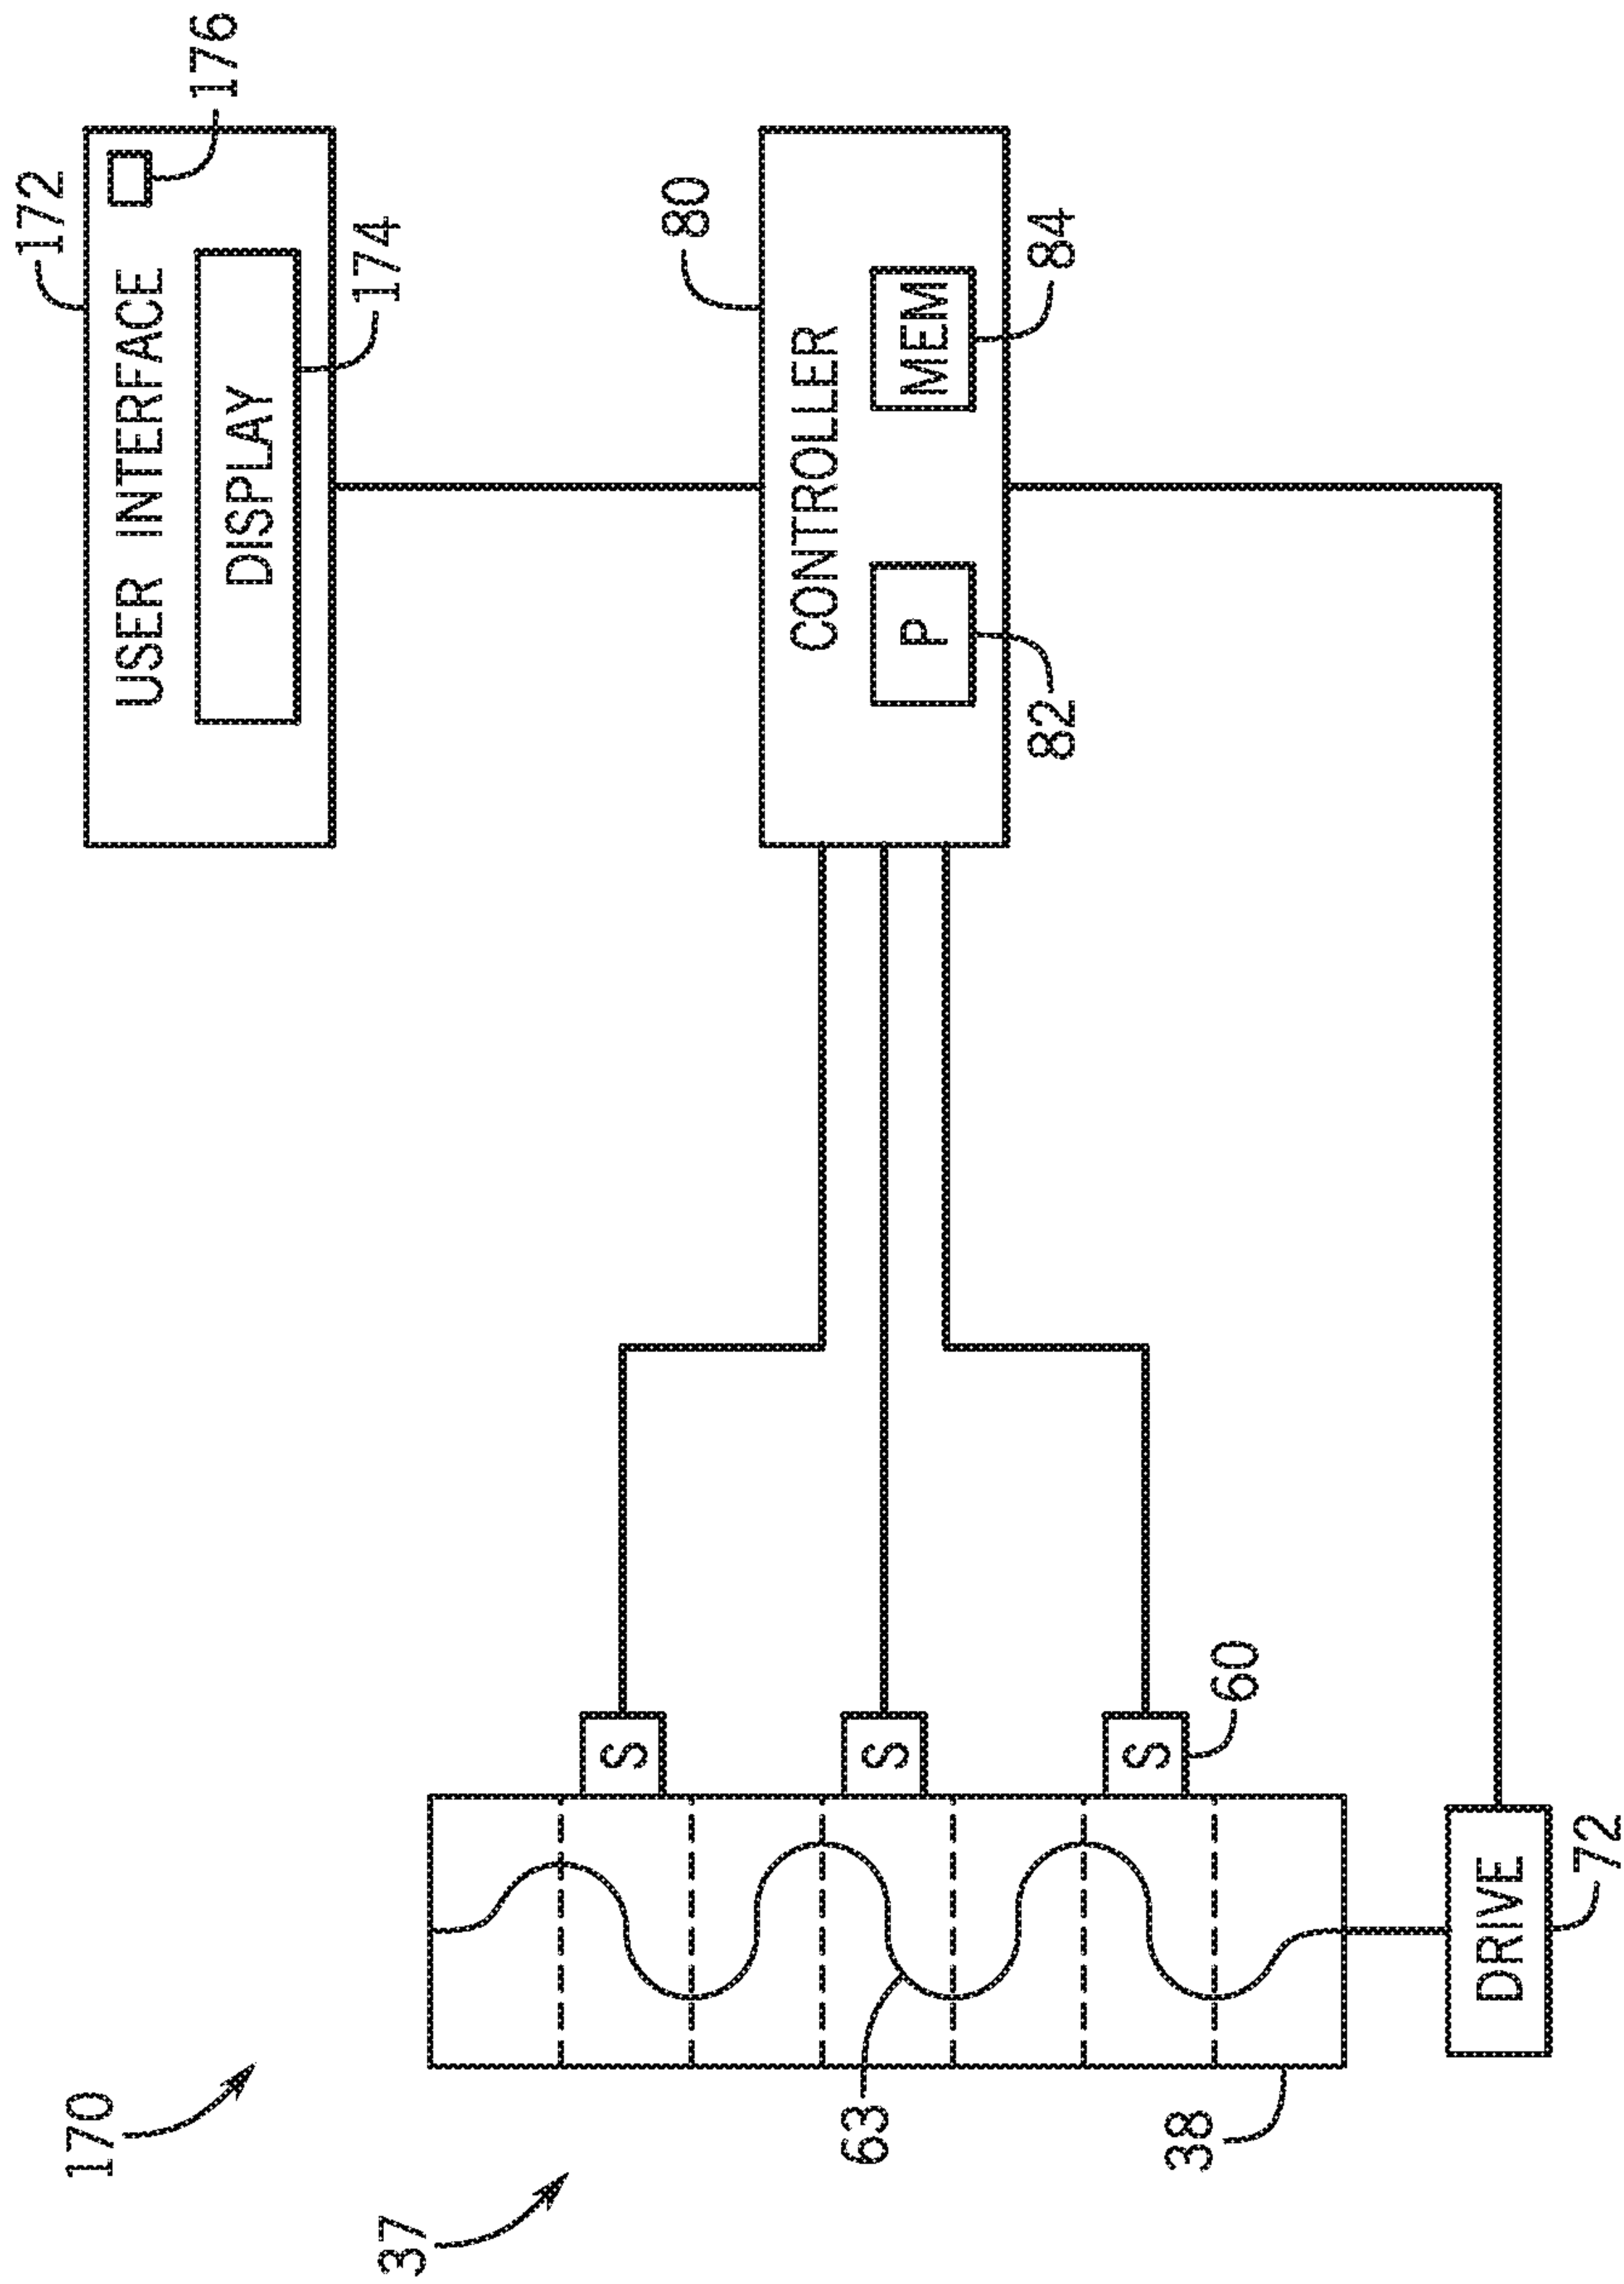 170
37
172
USER INTERFACE
176
DISPLAY
174
80
CONTROLLER
P
MEM
82
84
S
S
S
60
63
38
DRIVE
72